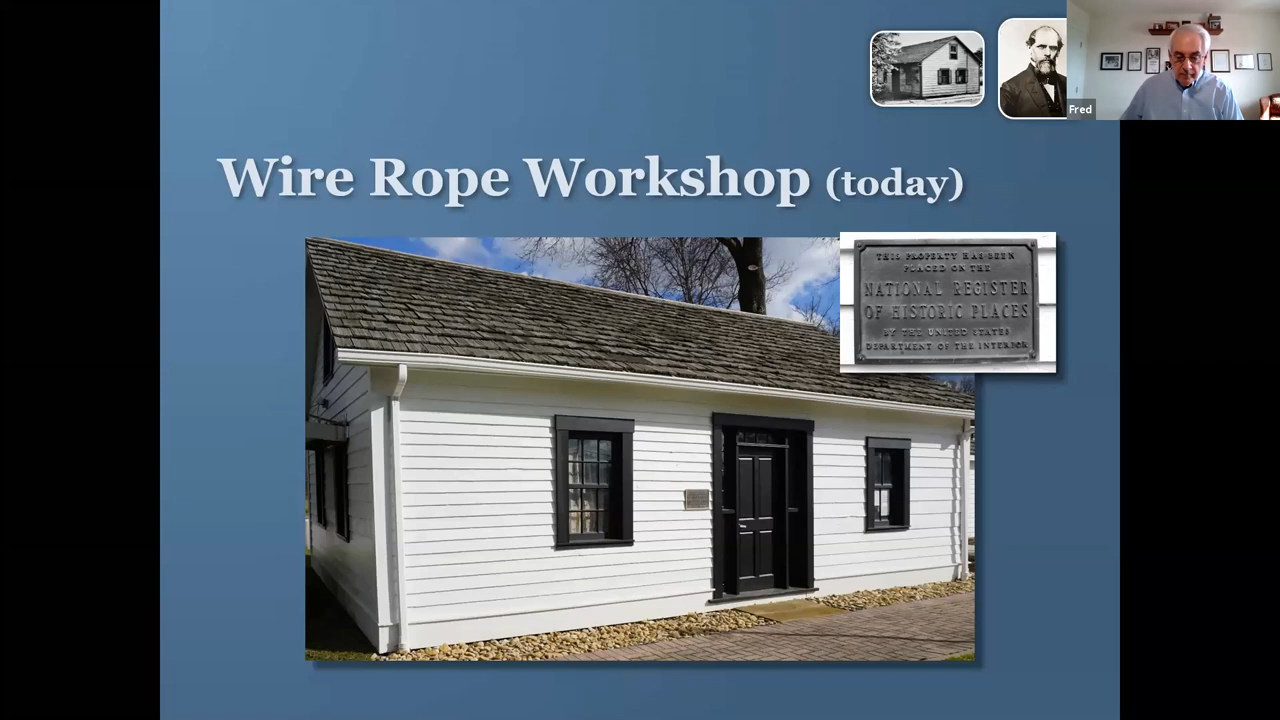 Fred
Wire Rope Workshop (today)
THIS PROPERTY HAS BEEN
PLACED ON THE
NATIONAL REGISTER
OF HISTORIC PLACES
BY THE UNITED STATES
DEPARTMENT OF THE INTERIOR